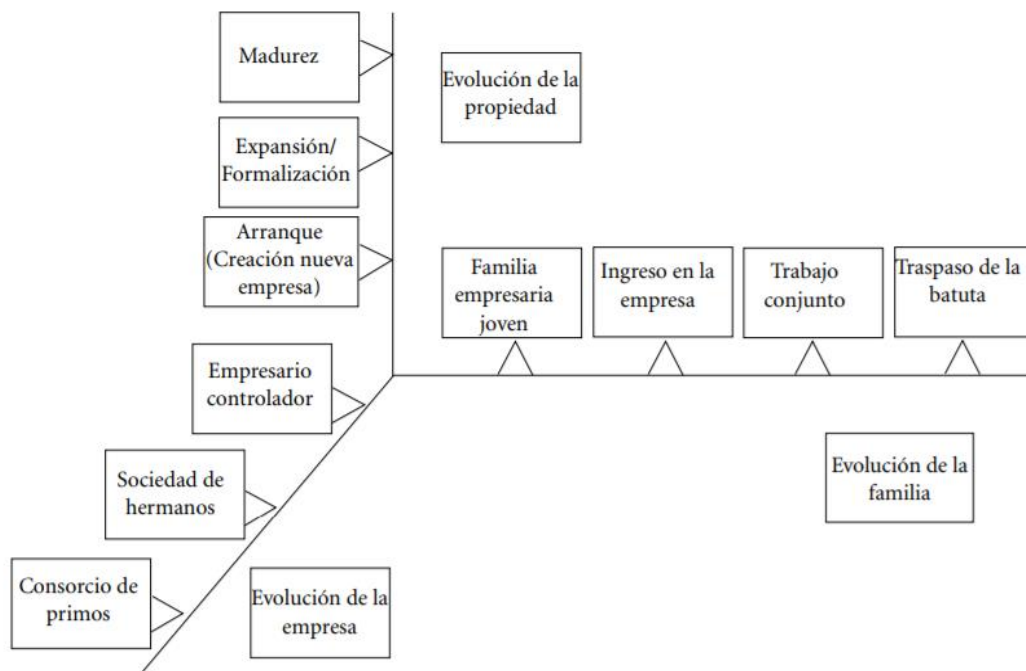 Madurez
Evolución de la
propiedad
Expansión/
Formalización
Arranque
(Creación nueva
empresa)
Familia
empresaria
joven
Ingreso en la
empresa
Trabajo
conjunto
Traspaso de la
batuta
Empresario
controlador
Evolución de la
familia
Sociedad de
hermanos
Consorcio de
primos
Evolución de la
empresa